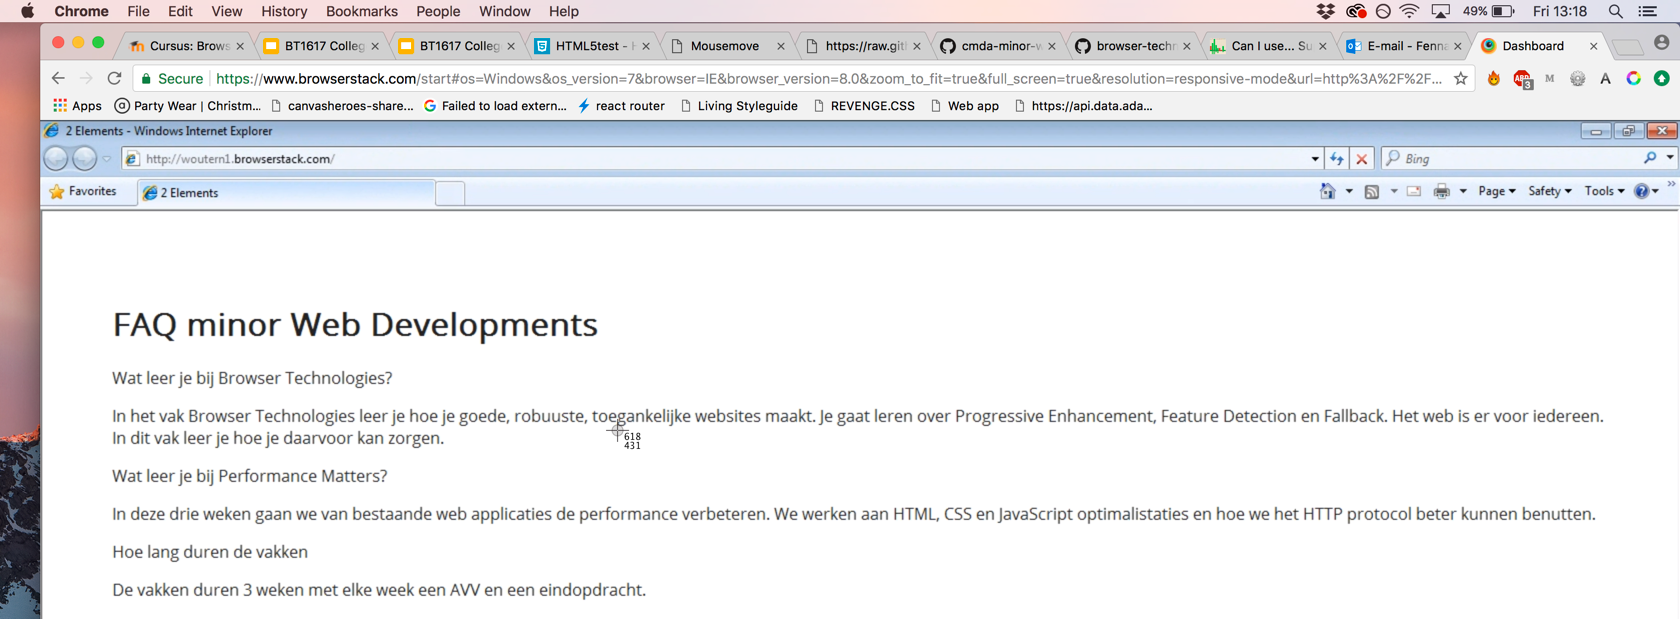 Chrome File Edit View History Bookmarks People Window Help 49% Fri 13:18
Cursus: Brows BT1617 Colleg BT1617 Colleg HTML5test - H Mousemove https://raw.git cmda-minor-w browser-techn Can I use... Su E-mail - Fenna Dashboard
Secure https://www.browserstack.com/start#os=Windows&os_version=7&browser=IE&browser_version=8.0&zoom_to_fit=true&full_screen=true&resolution=responsive-mode&url=http%3A%2F%2F... ABP 3 M A
Apps Party Wear | Christm... canvasheroes-share... Failed to load extern... react router Living Styleguide REVENGE.CSS Web app https://api.data.ada...
2 Elements - Windows Internet Explorer
http://woutern1.browserstack.com/ Bing
Favorites 2 Elements Page Safety Tools
FAQ minor Web Developments
Wat leer je bij Browser Technologies?
In het vak Browser Technologies leer je hoe je goede, robuuste, toegankelijke websites maakt. Je gaat leren over Progressive Enhancement, Feature Detection en Fallback. Het web is er voor iedereen.
In dit vak leer je hoe je daarvoor kan zorgen.
618
431
Wat leer je bij Performance Matters?
In deze drie weken gaan we van bestaande web applicaties de performance verbeteren. We werken aan HTML, CSS en JavaScript optimalistaties en hoe we het HTTP protocol beter kunnen benutten.
Hoe lang duren de vakken
De vakken duren 3 weken met elke week een AVV en een eindopdracht.